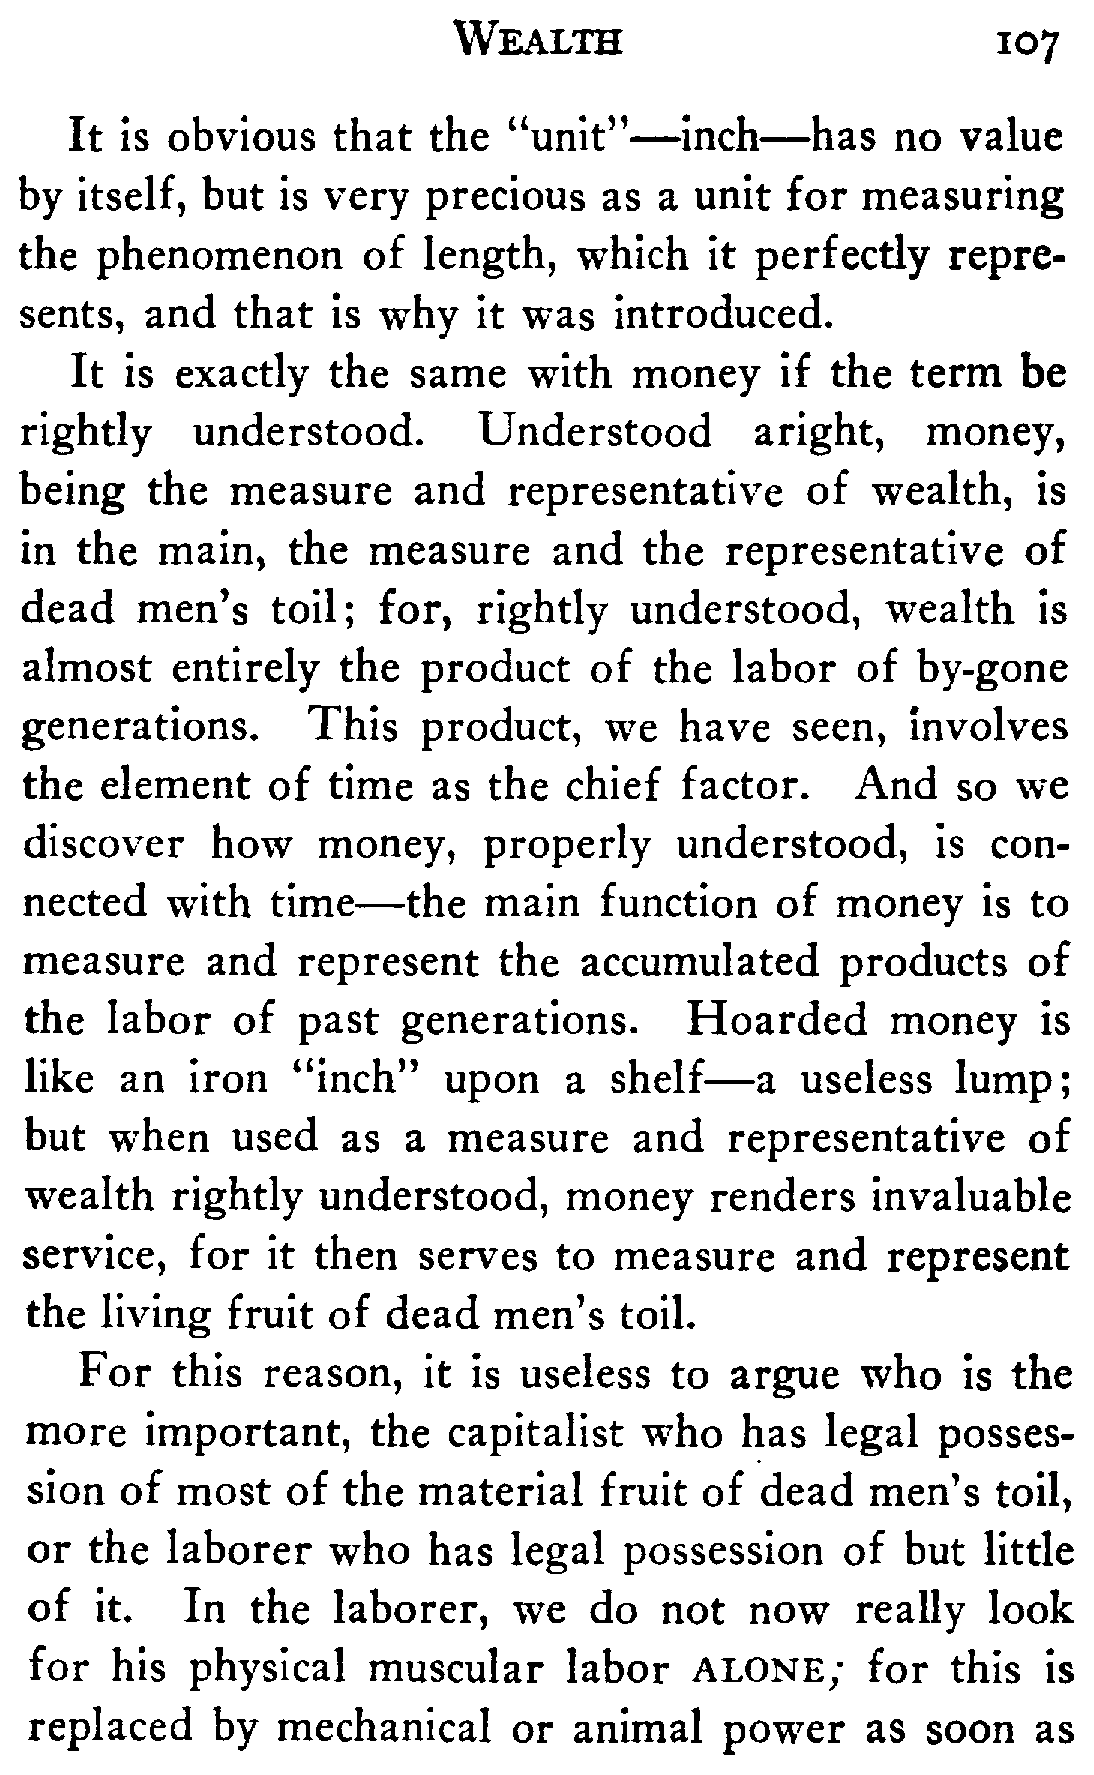 WEALTH 107
It is obvious that the “unit”—inch—has no value
by itself, but is very precious as a unit for measuring
the phenomenon of length, which it perfectly repre-
sents, and that is why it was introduced.
It is exactly the same with money if the term be
rightly understood. Understood aright, money,
being the measure and representative of wealth, is
in the main, the measure and the representative of
dead men's toil; for, rightly understood, wealth is
almost entirely the product of the labor of by-gone
generations. This product, we have seen, involves
the element of time as the chief factor. And so we
discover how money, properly understood, is con-
nected with time—the main function of money is to
measure and represent the accumulated products of
the labor of past generations. Hoarded money is
like an iron “inch” upon a shelf—a useless lump;
but when used as a measure and representative of
wealth rightly understood, money renders invaluable
service, for it then serves to measure and represent
the living fruit of dead men's toil.
For this reason, it is useless to argue who is the
more important, the capitalist who has legal posses-
sion of most of the material fruit of dead men's toil,
or the laborer who has legal possession of but little
of it. In the laborer, we do not now really look
for his physical muscular labor ALONE; for this is
replaced by mechanical or animal power as soon as